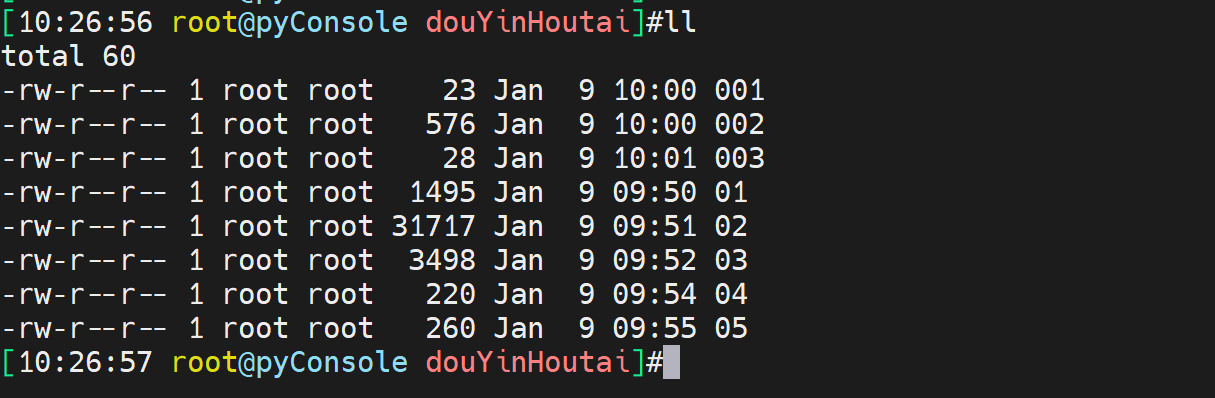 [10:26:56 root@pyConsole douYinHoutai]#ll
total 60
-rw-r--r-- 1 root root    23 Jan  9 10:00 001
-rw-r--r-- 1 root root   576 Jan  9 10:00 002
-rw-r--r-- 1 root root    28 Jan  9 10:01 003
-rw-r--r-- 1 root root  1495 Jan  9 09:50 01
-rw-r--r-- 1 root root 31717 Jan  9 09:51 02
-rw-r--r-- 1 root root  3498 Jan  9 09:52 03
-rw-r--r-- 1 root root   220 Jan  9 09:54 04
-rw-r--r-- 1 root root   260 Jan  9 09:55 05
[10:26:57 root@pyConsole douYinHoutai]#